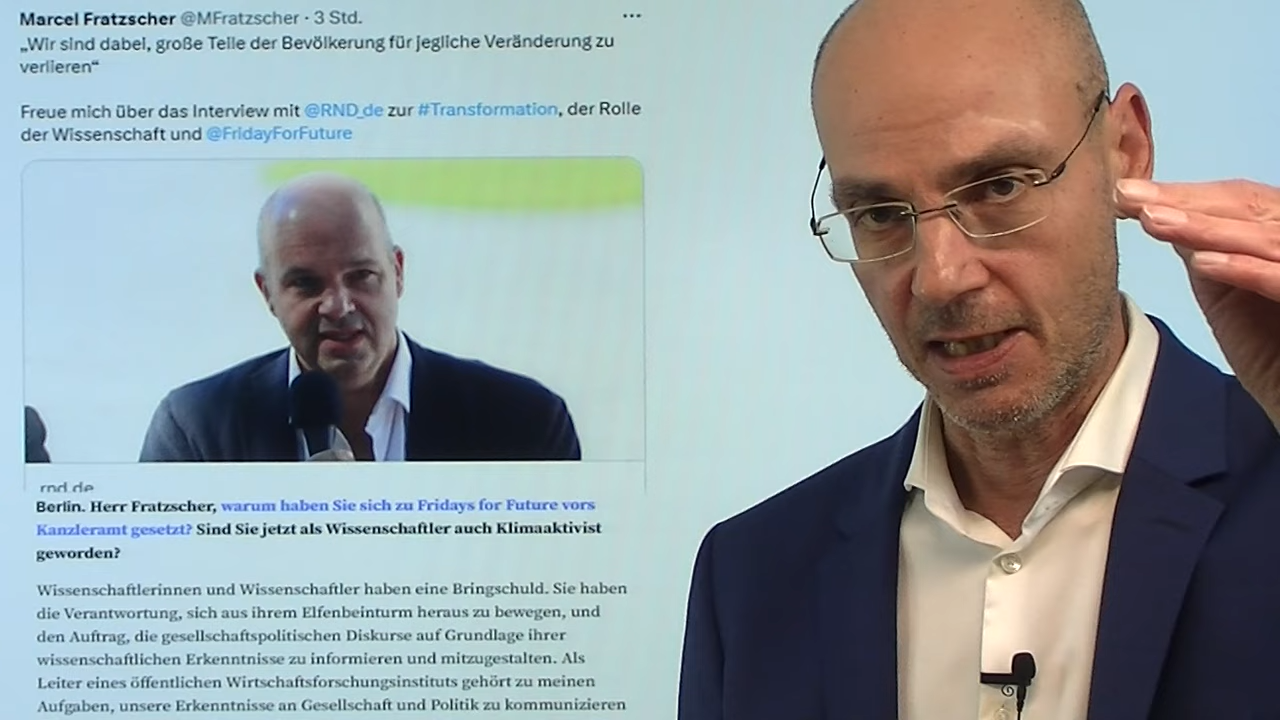 Marcel Fratzscher @MFratzscher · 3 Std.
„Wir sind dabei, große Teile der Bevölkerung für jegliche Veränderung zu
verlieren“
Freue mich über das Interview mit @RND_de zur #Transformation, der Rolle
der Wissenschaft und @FridayForFuture
rnd.de
Berlin. Herr Fratzscher, warum haben Sie sich zu Fridays for Future vors
Kanzleramt gesetzt? Sind Sie jetzt als Wissenschaftler auch Klimaaktivist
geworden?
Wissenschaftlerinnen und Wissenschaftler haben eine Bringschuld. Sie haben
die Verantwortung, sich aus ihrem Elfenbeinturm heraus zu bewegen, und
den Auftrag, die gesellschaftspolitischen Diskurse auf Grundlage ihrer
wissenschaftlichen Erkenntnisse zu informieren und mitzugestalten. Als
Leiter eines öffentlichen Wirtschaftsforschungsinstituts gehört zu meinen
Aufgaben, unsere Erkenntnisse an Gesellschaft und Politik zu kommunizieren